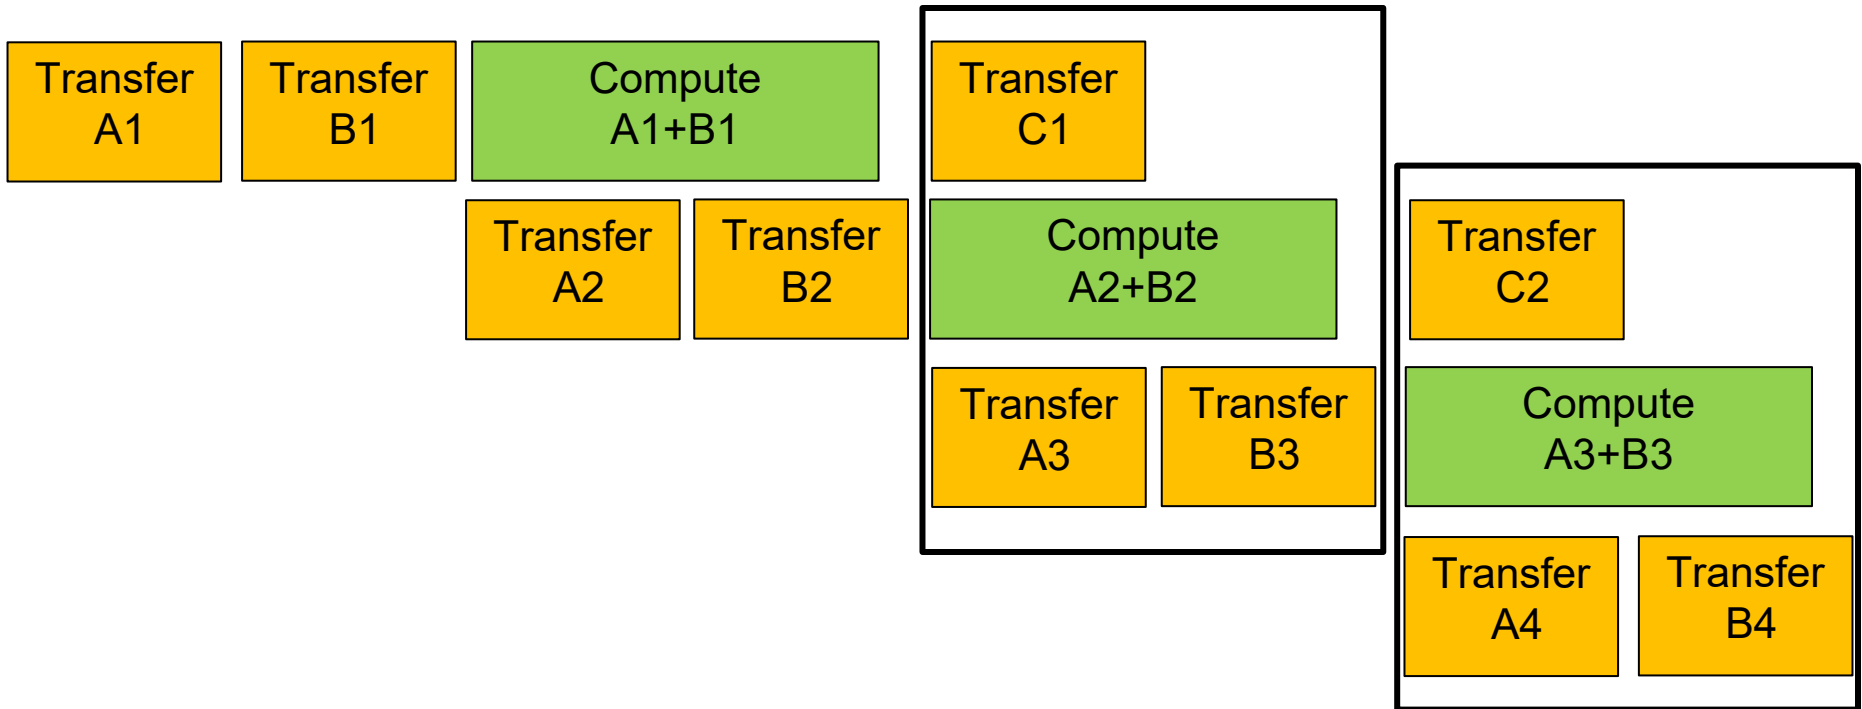 Transfer
A1
Transfer
B1
Compute
A1+B1
Transfer
C1
Transfer
A2
Transfer
B2
Compute
A2+B2
Transfer
C2
Transfer
A3
Transfer
B3
Compute
A3+B3
Transfer
A4
Transfer
B4